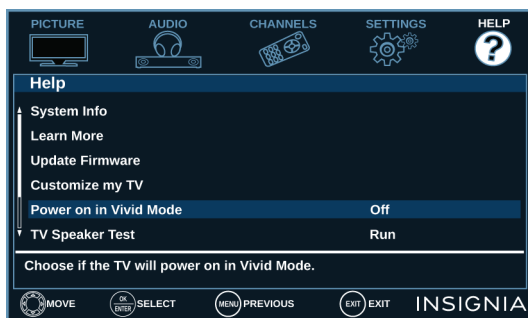 PICTURE AUDIO CHANNELS SETTINGS HELP
?
Help
System Info
Learn More
Update Firmware
Customize my TV
Power on in Vivid Mode Off
TV Speaker Test Run
Choose if the TV will power on in Vivid Mode.
MOVE OK ENTER SELECT MENU PREVIOUS EXIT EXIT INSIGNIA